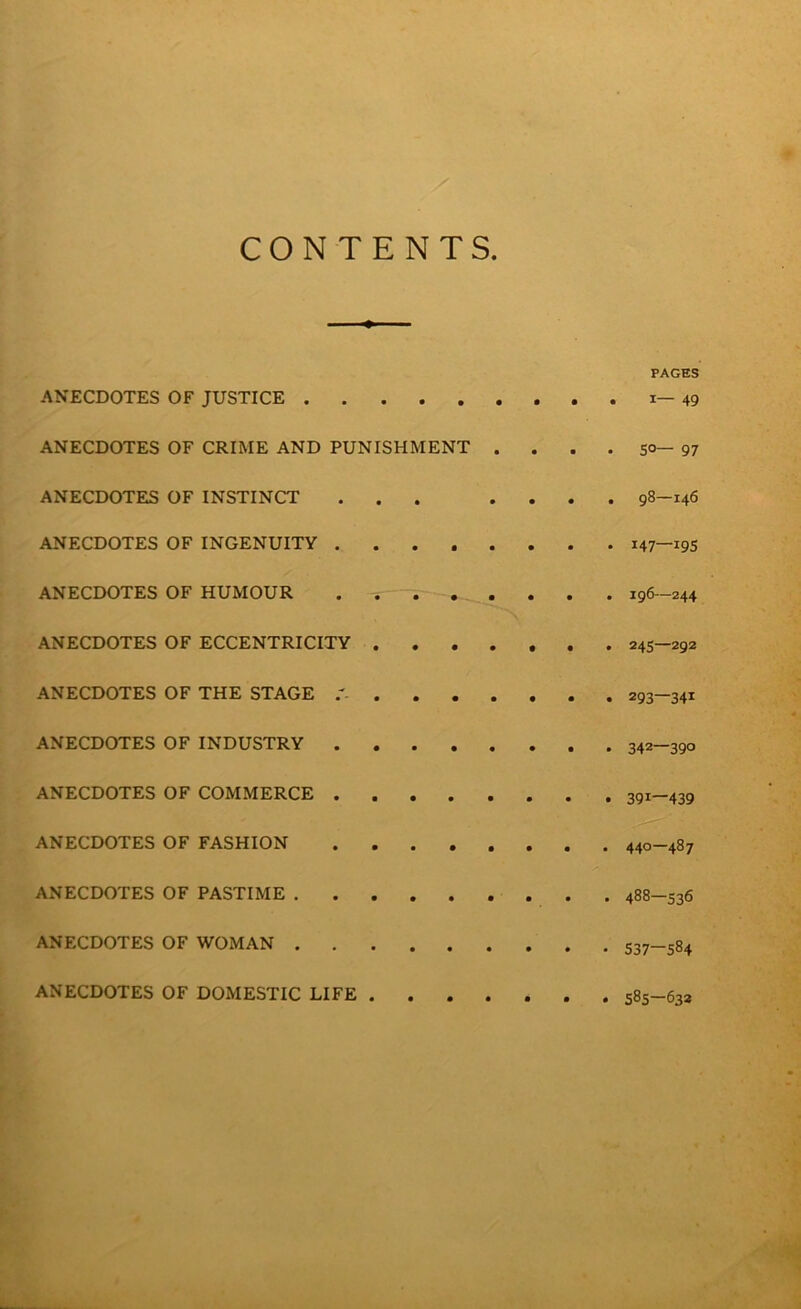 CONTENTS.
PAGES
ANECDOTES OF JUSTICE . . . . . . . . . 1— 49
ANECDOTES OF CRIME AND PUNISHMENT . . . . 50— 97
ANECDOTES OF INSTINCT . . . . . . . 98—146
ANECDOTES OF INGENUITY . . . . . . . . 147—195
ANECDOTES OF HUMOUR . . . . . . . . 196—244
ANECDOTES OF ECCENTRICITY . . . . . . . 245—292
ANECDOTES OF THE STAGE . . . . . . . . 293—341
ANECDOTES OF INDUSTRY . . . . . . . . 342—390
ANECDOTES OF COMMERCE . . . . . . . . 391—439
ANECDOTES OF FASHION . . . . . . . . 440—487
ANECDOTES OF PASTIME . . . . . . . . . 488—536
ANECDOTES OF WOMAN . . . . . . . . . 537—584
ANECDOTES OF DOMESTIC LIFE . . . . . . . 585—632